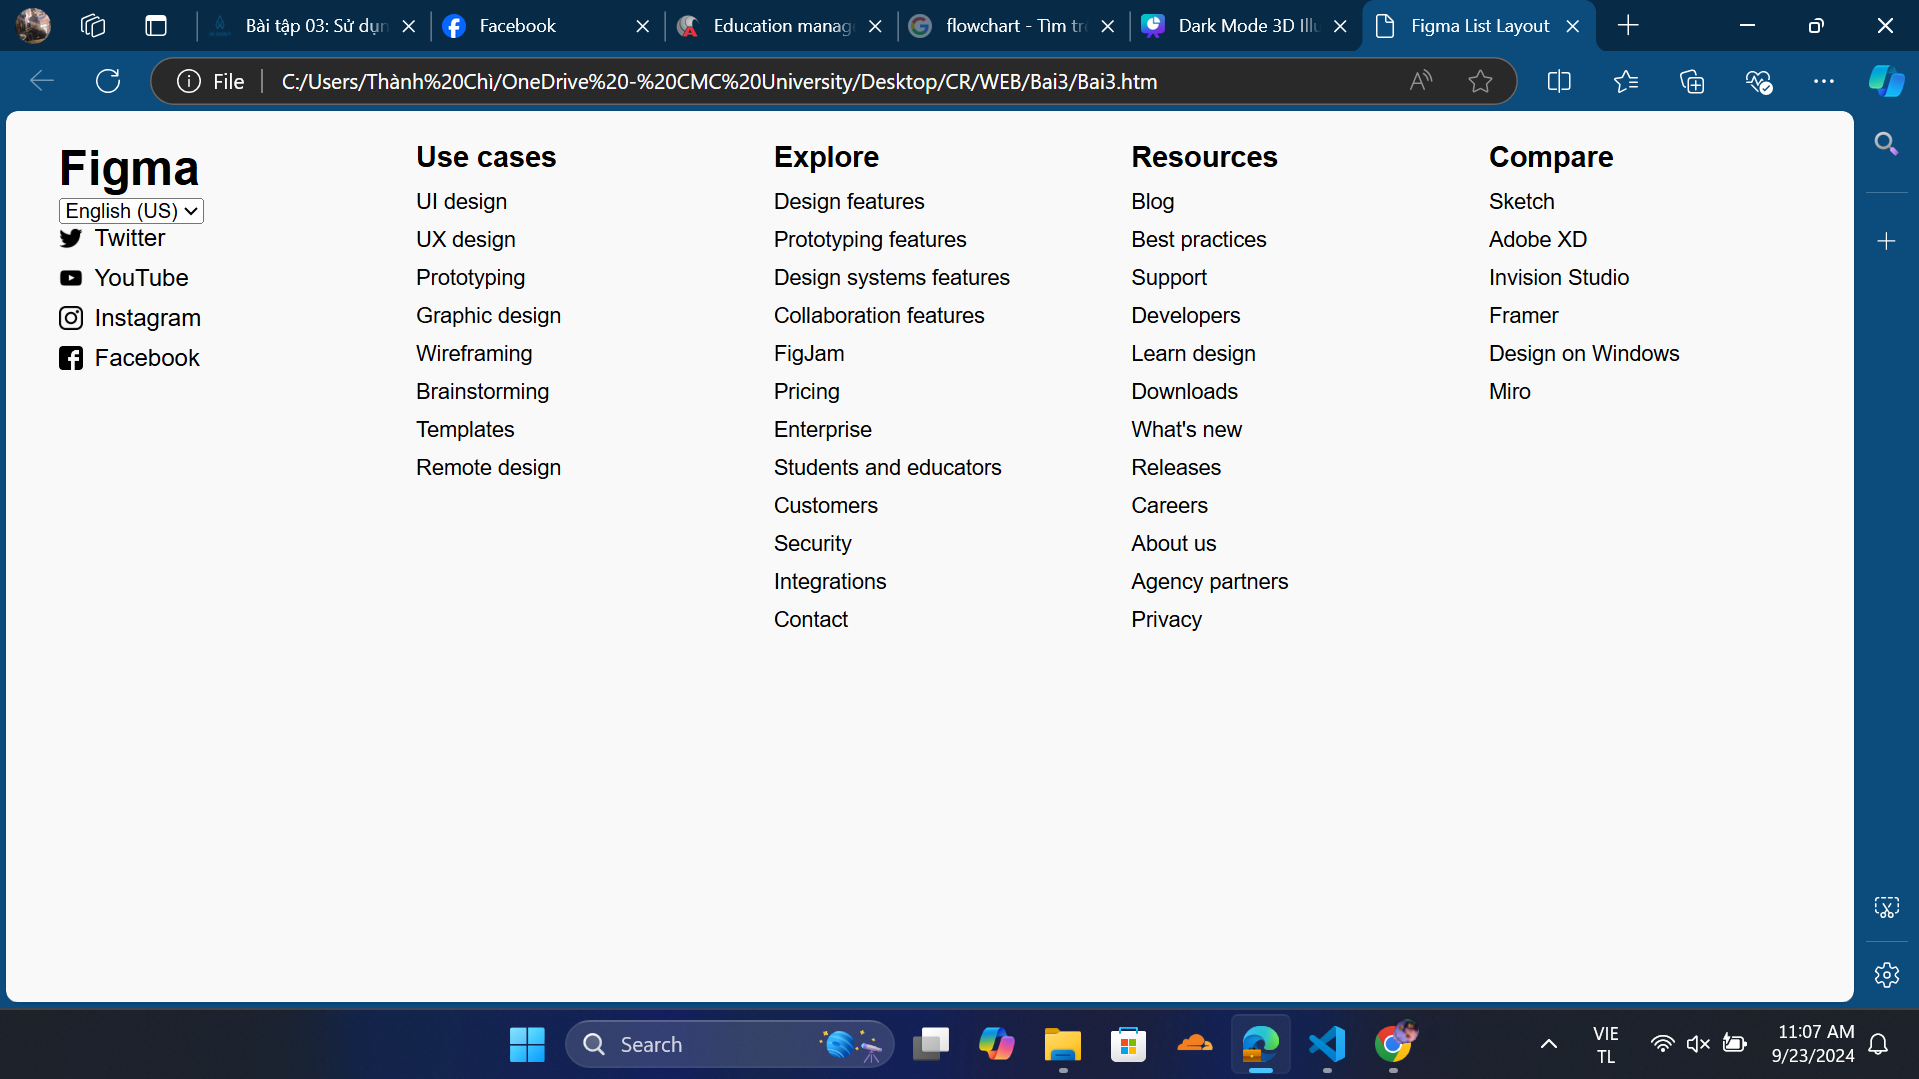 Bài tập 03: Sử dụn
Facebook
Education manage
flowchart - Tìm trê
Dark Mode 3D Illu
Figma List Layout
File
C:/Users/Thành%20Chì/OneDrive%20-%20CMC%20University/Desktop/CR/WEB/Bai3/Bai3.htm
Figma
English (US)
Twitter
YouTube
Instagram
Facebook
Use cases
UI design
UX design
Prototyping
Graphic design
Wireframing
Brainstorming
Templates
Remote design
Explore
Design features
Prototyping features
Design systems features
Collaboration features
FigJam
Pricing
Enterprise
Students and educators
Customers
Security
Integrations
Contact
Resources
Blog
Best practices
Support
Developers
Learn design
Downloads
What's new
Releases
Careers
About us
Agency partners
Privacy
Compare
Sketch
Adobe XD
Invision Studio
Framer
Design on Windows
Miro
Search
VIE
TL
11:07 AM
9/23/2024